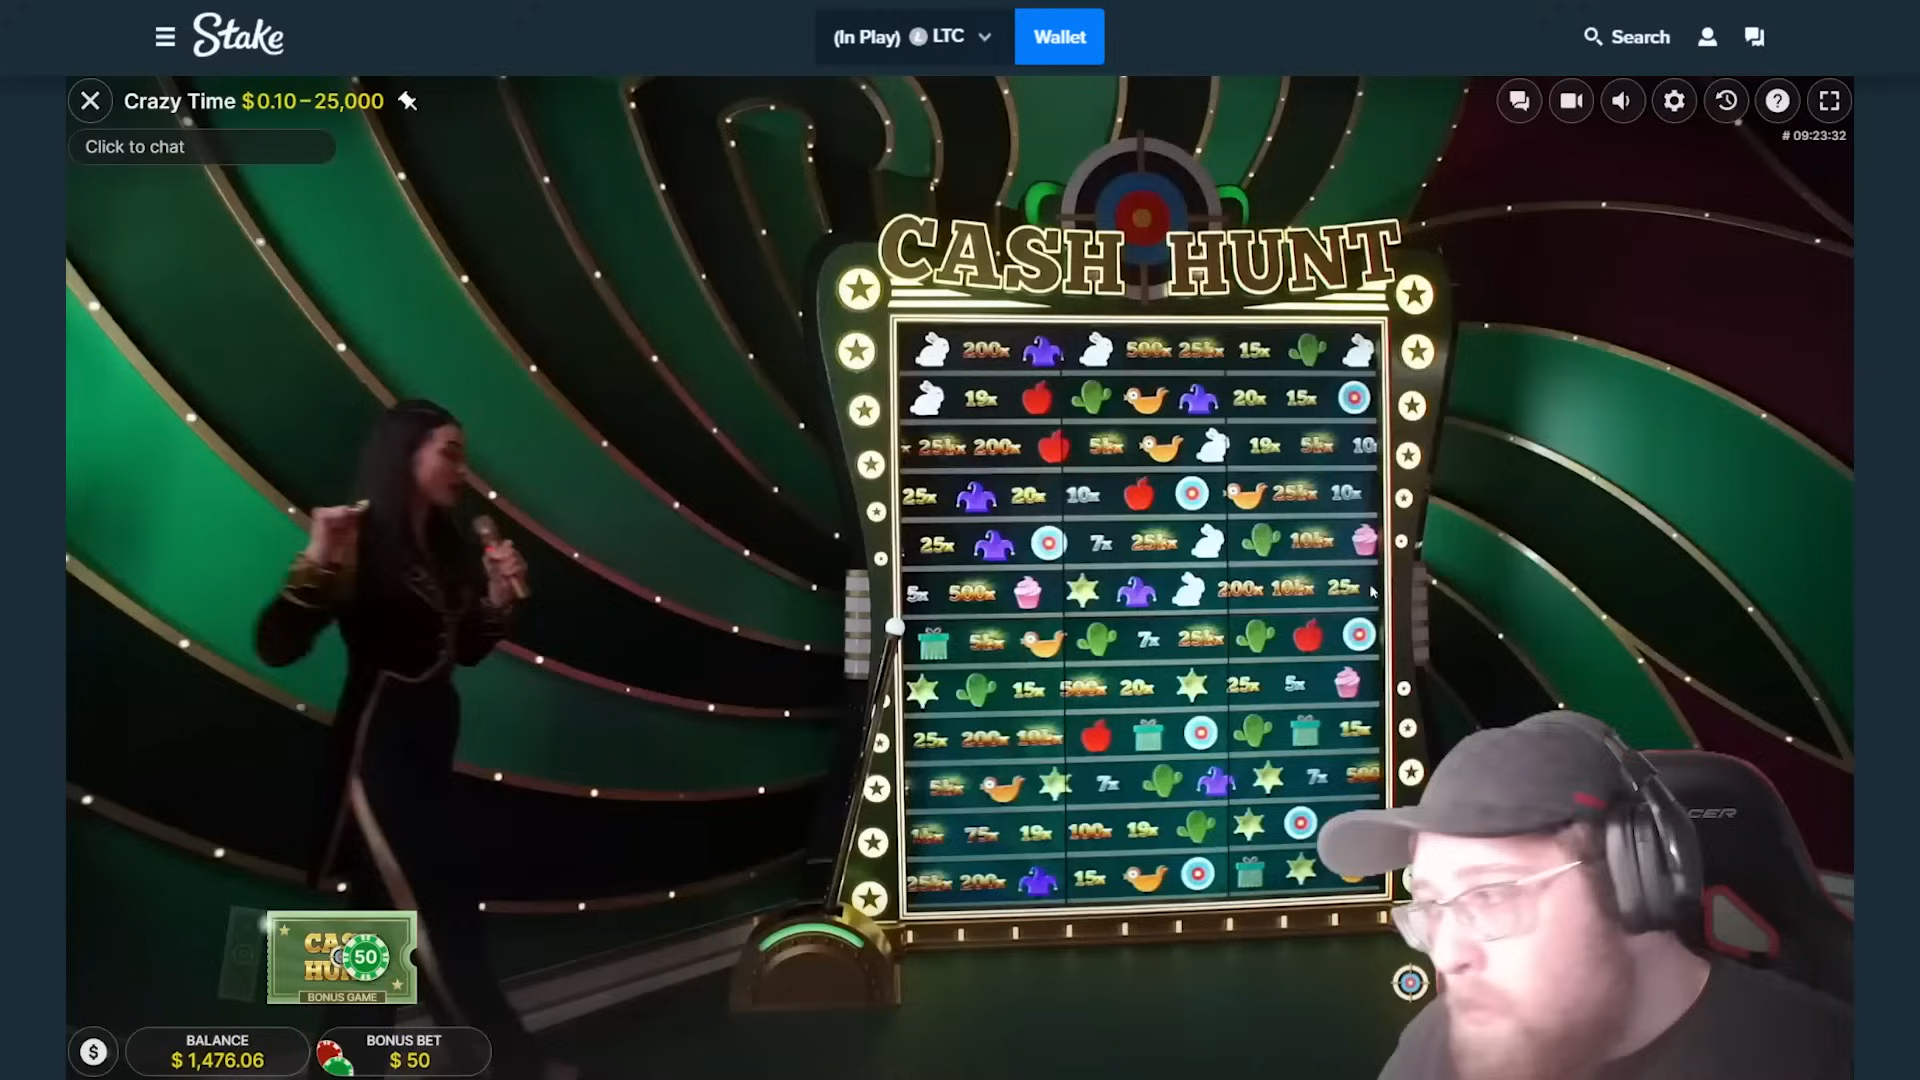 Stake
(In Play) LTC
Wallet
Search
Crazy Time $0.10–25,000
Click to chat
# 09:23:32
CASH HUNT
200x 500x 15x
19x 20x 15x
200x 19x
25x 20x 10x 10x
25x 7x
5x 500x 200x 25x
7x
15x 500x 20x 25x 5x
25x 200x 15x
7x 7x
75x 19x 100x 19x
200x 15x
50
BONUS GAME
BALANCE
$ 1,476.06
BONUS BET
$ 50